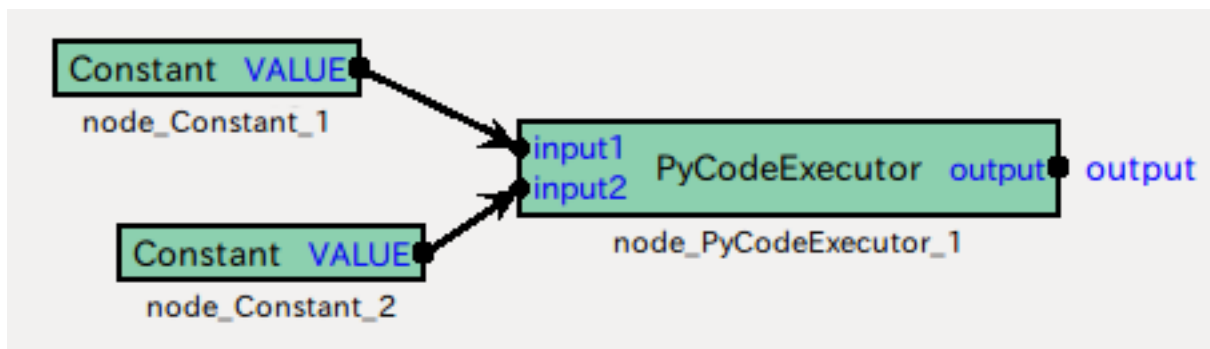 Constant VALUE
node_Constant_1
input1
input2
PyCodeExecutor output output
node_PyCodeExecutor_1
Constant VALUE
node_Constant_2